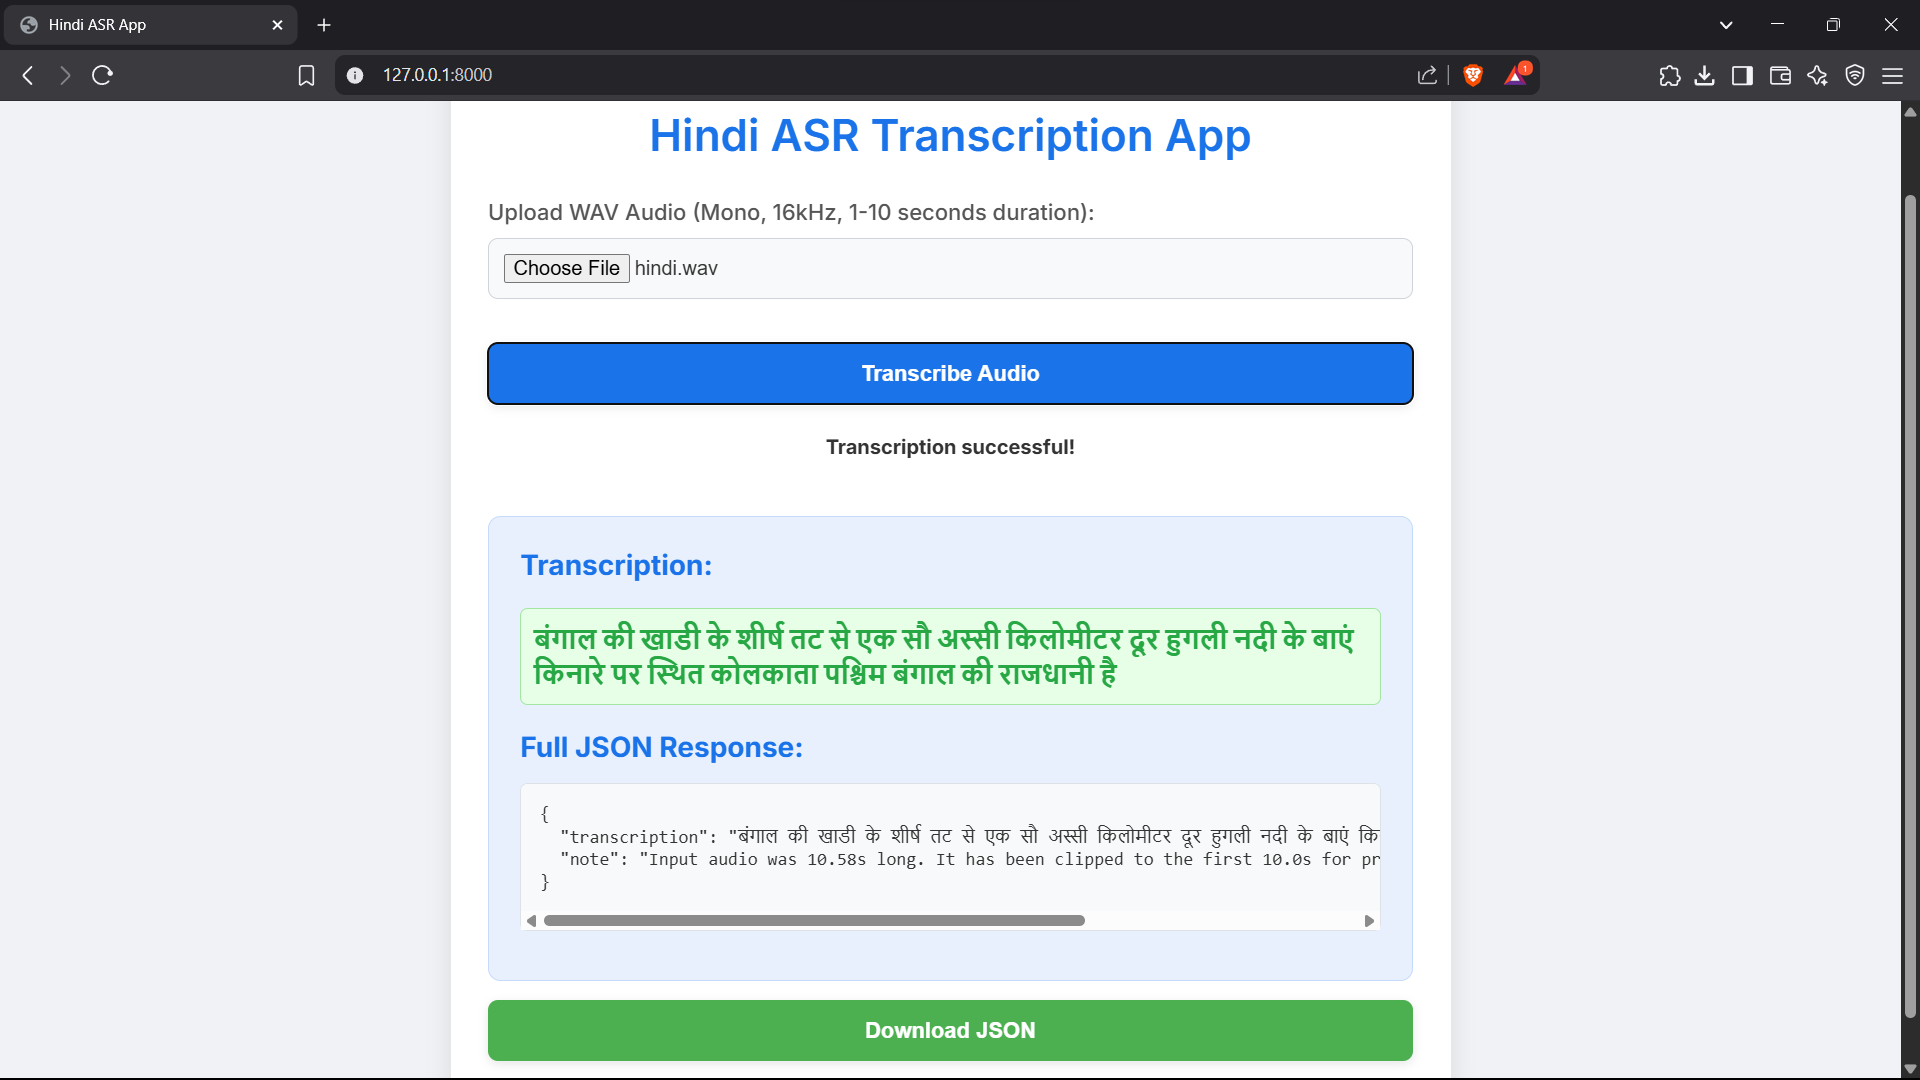 Hindi ASR App
127.0.0.1:8000
1
Hindi ASR Transcription App
Upload WAV Audio (Mono, 16kHz, 1-10 seconds duration):
Choose File hindi.wav
Transcribe Audio
Transcription successful!
Transcription:
बंगाल की खाडी के शीर्ष तट से एक सौ अस्सी किलोमीटर दूर हुगली नदी के बाएं
किनारे पर स्थित कोलकाता पश्चिम बंगाल की राजधानी है
Full JSON Response:
{
"transcription": "बंगाल की खाडी के शीर्ष तट से एक सौ अस्सी किलोमीटर दूर हुगली नदी के बाएं कि
"note": "Input audio was 10.58s long. It has been clipped to the first 10.0s for pr
}
Download JSON